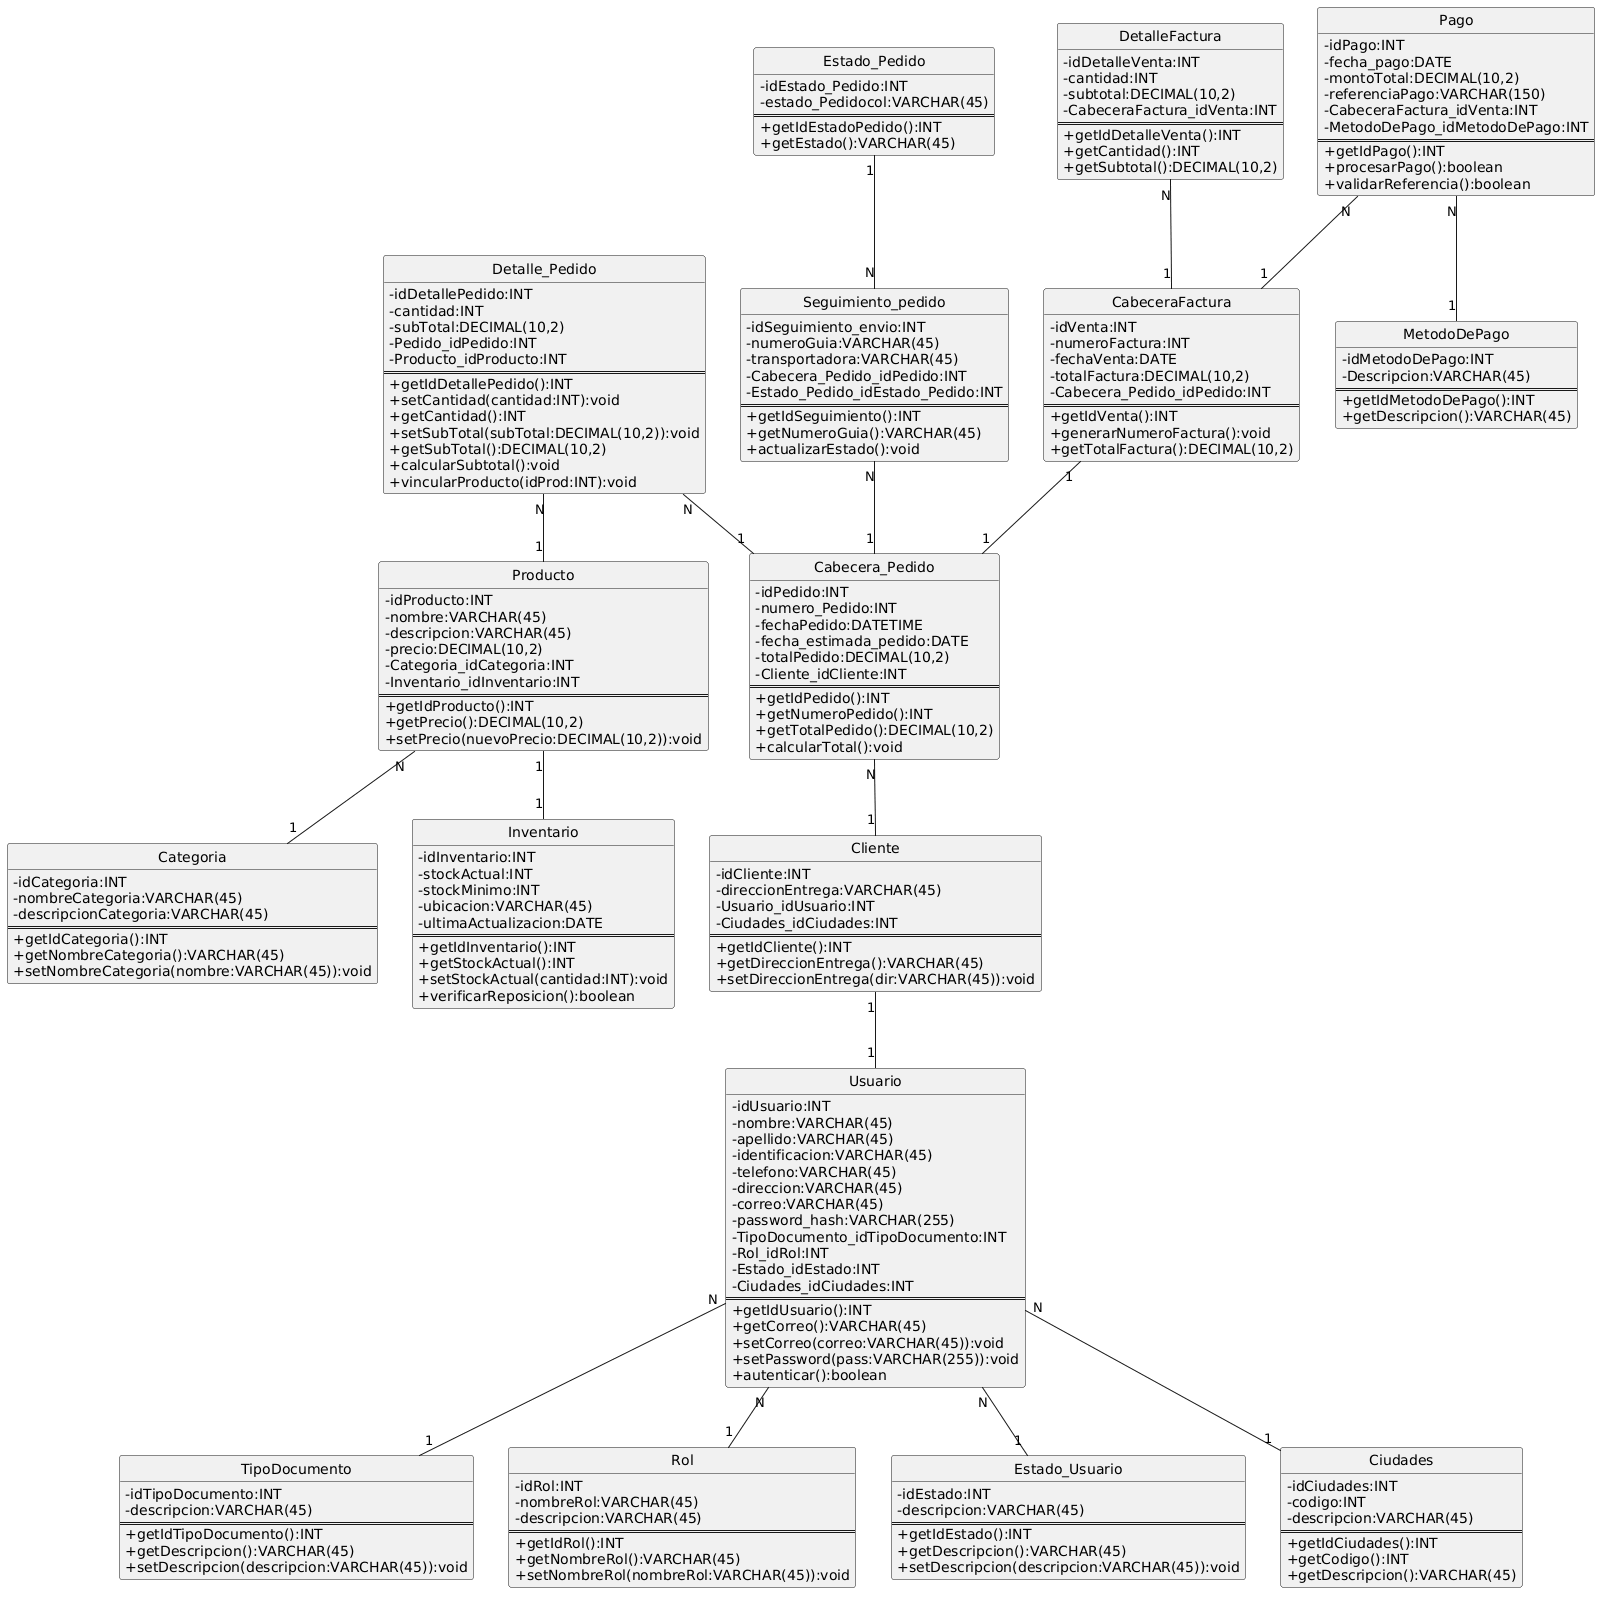 Pago
-idPago:INT
-fecha_pago:DATE
-montoTotal:DECIMAL(10,2)
-referenciaPago:VARCHAR(150)
-CabeceraFactura_idVenta:INT
-MetodoDePago_idMetodoDePago:INT
+getIdPago():INT
+procesarPago():boolean
+validarReferencia():boolean
N
N
DetalleFactura
-idDetalleVenta:INT
-cantidad:INT
-subtotal:DECIMAL(10,2)
-CabeceraFactura_idVenta:INT
+getIdDetalleVenta():INT
+getCantidad():INT
+getSubtotal():DECIMAL(10,2)
N
Estado_Pedido
-idEstado_Pedido:INT
-estado_Pedidocol:VARCHAR(45)
+getIdEstadoPedido():INT
+getEstado():VARCHAR(45)
1
N
1
1
1
Detalle_Pedido
-idDetallePedido:INT
-cantidad:INT
-subTotal:DECIMAL(10,2)
-Pedido_idPedido:INT
-Producto_idProducto:INT
+getIdDetallePedido():INT
+setCantidad(cantidad:INT):void
+getCantidad():INT
+setSubTotal(subTotal:DECIMAL(10,2)):void
+getSubTotal():DECIMAL(10,2)
+calcularSubtotal():void
+vincularProducto(idProd:INT):void
N
N
Seguimiento_pedido
-idSeguimiento_envio:INT
-numeroGuia:VARCHAR(45)
-transportadora:VARCHAR(45)
-Cabecera_Pedido_idPedido:INT
-Estado_Pedido_idEstado_Pedido:INT
+getIdSeguimiento():INT
+getNumeroGuia():VARCHAR(45)
+actualizarEstado():void
N
CabeceraFactura
-idVenta:INT
-numeroFactura:INT
-fechaVenta:DATE
-totalFactura:DECIMAL(10,2)
-Cabecera_Pedido_idPedido:INT
+getIdVenta():INT
+generarNumeroFactura():void
+getTotalFactura():DECIMAL(10,2)
1
MetodoDePago
-idMetodoDePago:INT
-Descripcion:VARCHAR(45)
+getIdMetodoDePago():INT
+getDescripcion():VARCHAR(45)
1
1
1
1
Producto
-idProducto:INT
-nombre:VARCHAR(45)
-descripcion:VARCHAR(45)
-precio:DECIMAL(10,2)
-Categoria_idCategoria:INT
-Inventario_idInventario:INT
+getIdProducto():INT
+getPrecio():DECIMAL(10,2)
+setPrecio(nuevoPrecio:DECIMAL(10,2)):void
N
1
Cabecera_Pedido
-idPedido:INT
-numero_Pedido:INT
-fechaPedido:DATETIME
-fecha_estimada_pedido:DATE
-totalPedido:DECIMAL(10,2)
-Cliente_idCliente:INT
+getIdPedido():INT
+getNumeroPedido():INT
+getTotalPedido():DECIMAL(10,2)
+calcularTotal():void
N
1
1
1
Categoria
-idCategoria:INT
-nombreCategoria:VARCHAR(45)
-descripcionCategoria:VARCHAR(45)
+getIdCategoria():INT
+getNombreCategoria():VARCHAR(45)
+setNombreCategoria(nombre:VARCHAR(45)):void
Inventario
-idInventario:INT
-stockActual:INT
-stockMinimo:INT
-ubicacion:VARCHAR(45)
-ultimaActualizacion:DATE
+getIdInventario():INT
+getStockActual():INT
+setStockActual(cantidad:INT):void
+verificarReposicion():boolean
Cliente
-idCliente:INT
-direccionEntrega:VARCHAR(45)
-Usuario_idUsuario:INT
-Ciudades_idCiudades:INT
+getIdCliente():INT
+getDireccionEntrega():VARCHAR(45)
+setDireccionEntrega(dir:VARCHAR(45)):void
1
1
Usuario
-idUsuario:INT
-nombre:VARCHAR(45)
-apellido:VARCHAR(45)
-identificacion:VARCHAR(45)
-telefono:VARCHAR(45)
-direccion:VARCHAR(45)
-correo:VARCHAR(45)
-password_hash:VARCHAR(255)
-TipoDocumento_idTipoDocumento:INT
-Rol_idRol:INT
-Estado_idEstado:INT
-Ciudades_idCiudades:INT
+getIdUsuario():INT
+getCorreo():VARCHAR(45)
+setCorreo(correo:VARCHAR(45)):void
+setPassword(pass:VARCHAR(255)):void
+autenticar():boolean
N
N
N
N
1
1
1
1
TipoDocumento
-idTipoDocumento:INT
-descripcion:VARCHAR(45)
+getIdTipoDocumento():INT
+getDescripcion():VARCHAR(45)
+setDescripcion(descripcion:VARCHAR(45)):void
Rol
-idRol:INT
-nombreRol:VARCHAR(45)
-descripcion:VARCHAR(45)
+getIdRol():INT
+getNombreRol():VARCHAR(45)
+setNombreRol(nombreRol:VARCHAR(45)):void
Estado_Usuario
-idEstado:INT
-descripcion:VARCHAR(45)
+getIdEstado():INT
+getDescripcion():VARCHAR(45)
+setDescripcion(descripcion:VARCHAR(45)):void
Ciudades
-idCiudades:INT
-codigo:INT
-descripcion:VARCHAR(45)
+getIdCiudades():INT
+getCodigo():INT
+getDescripcion():VARCHAR(45)